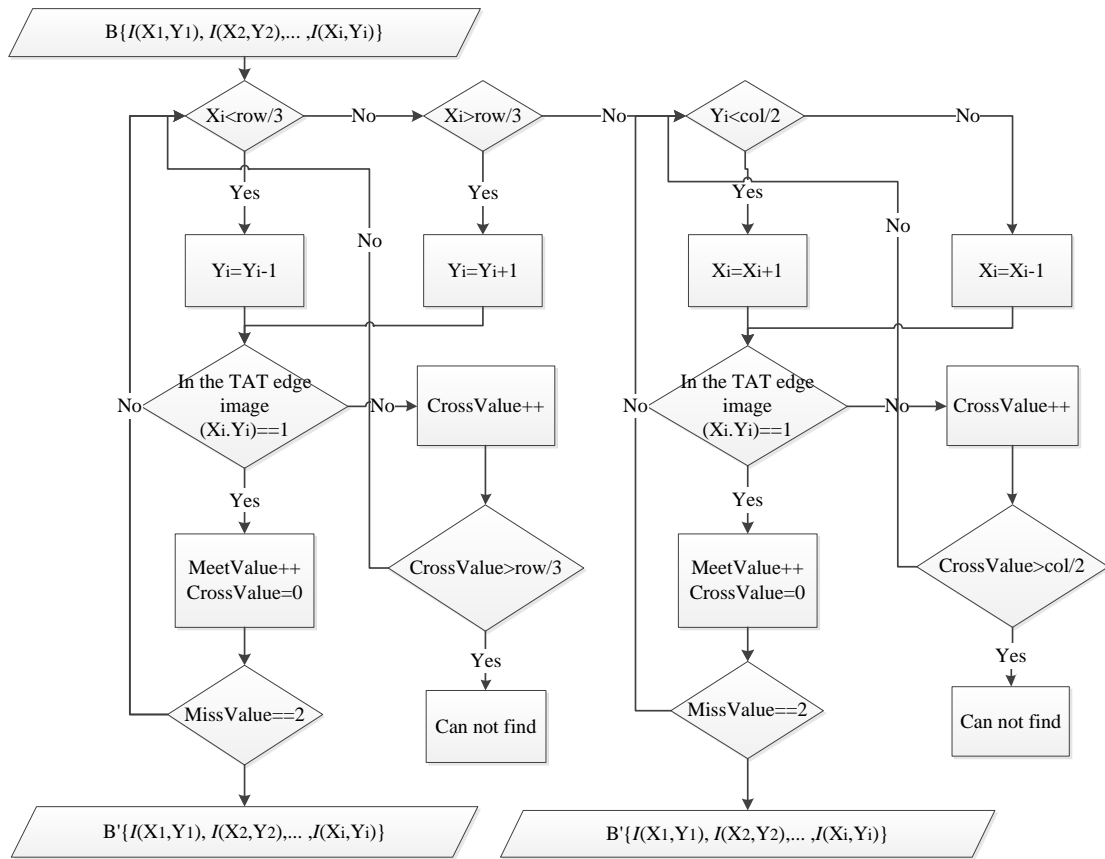 B{I(X1,Y1), I(X2,Y2),... ,I(Xi,Yi)}
Xi<row/3
No
Xi>row/3
No
Yi<col/2
No
Yes
Yes
Yes
No
No
Yi=Yi-1
Yi=Yi+1
Xi=Xi+1
Xi=Xi-1
In the TAT edge
image
(Xi.Yi)==1
No
No
CrossValue++
In the TAT edge
image
(Xi.Yi)==1
No
No
CrossValue++
Yes
Yes
MeetValue++
CrossValue=0
CrossValue>row/3
MeetValue++
CrossValue=0
CrossValue>col/2
Yes
Yes
MissValue==2
Can not find
MissValue==2
Can not find
B'{I(X1,Y1), I(X2,Y2),... ,I(Xi,Yi)}
B'{I(X1,Y1), I(X2,Y2),... ,I(Xi,Yi)}